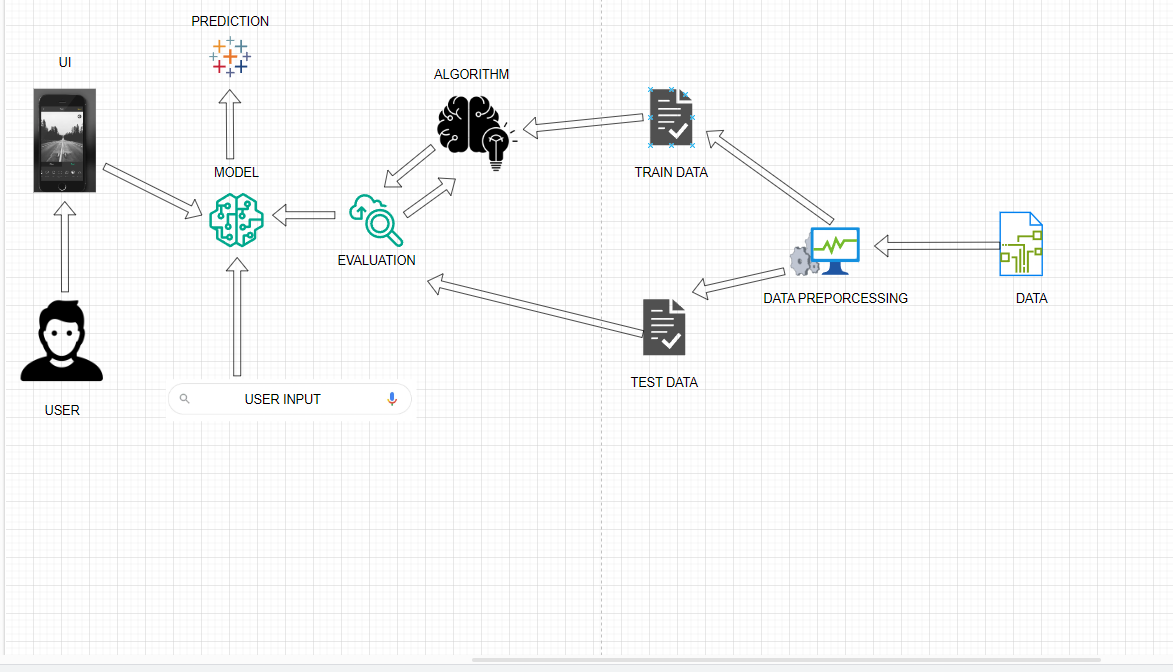 PREDICTION
UI
ALGORITHM
MODEL
TRAIN DATA
EVALUATION
DATA PREPORCESSING
DATA
TEST DATA
USER INPUT
USER